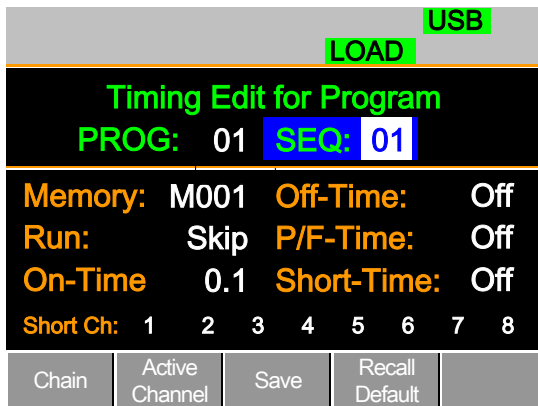 USB
LOAD
Timing Edit for Program
PROG: 01 SEQ: 01
Memory: M001 Off-Time: Off
Run: Skip P/F-Time: Off
On-Time 0.1 Short-Time: Off
Short Ch: 1 2 3 4 5 6 7 8
Chain Active Channel Save Recall Default